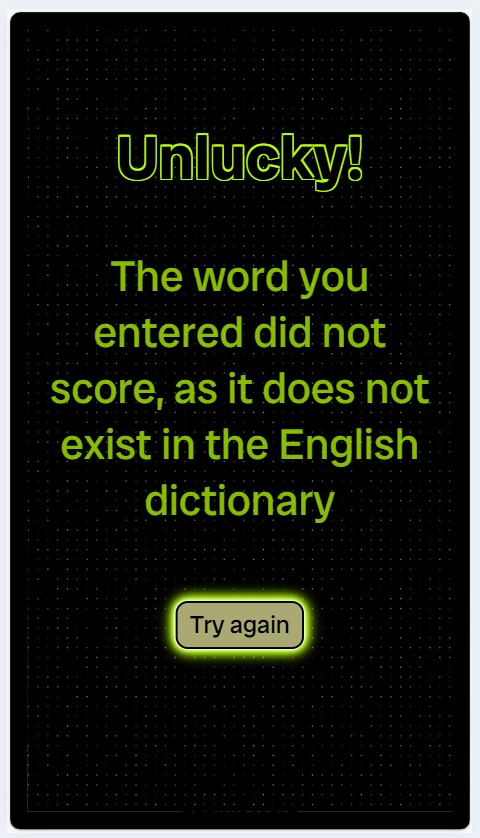 Unlucky!
The word you
entered did not
score, as it does not
exist in the English
dictionary
Try again